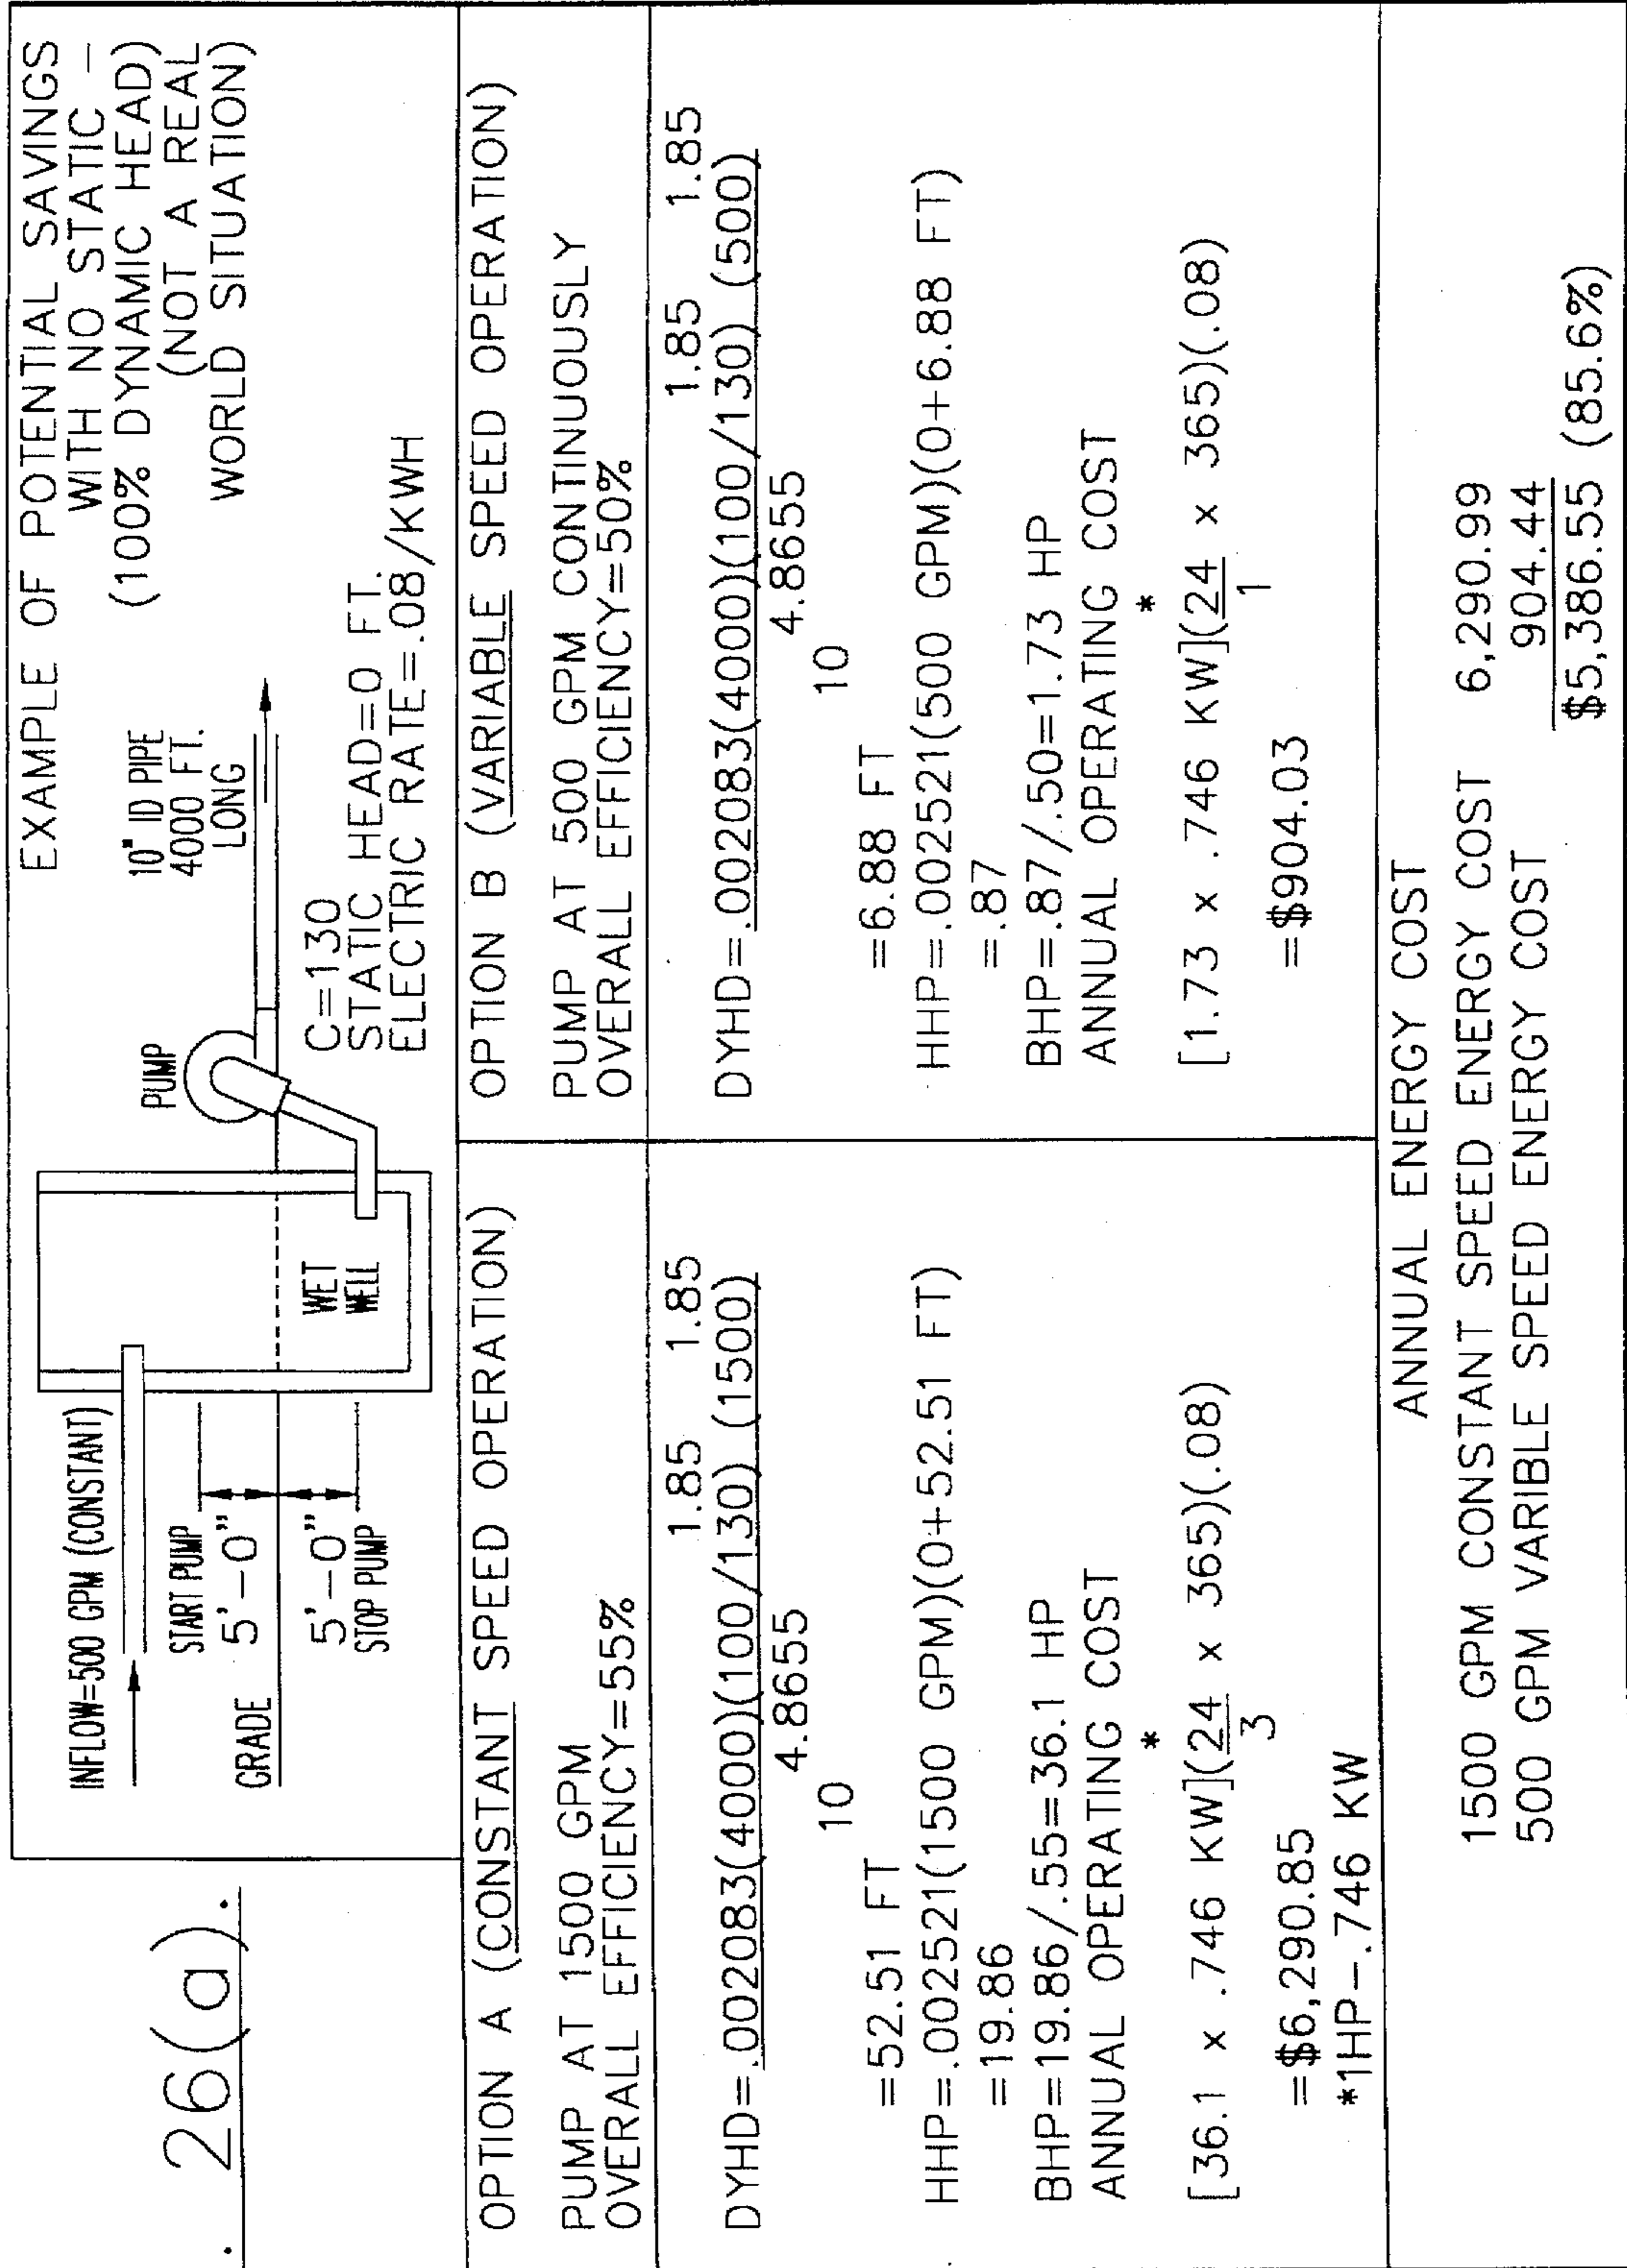 . 26(a).
EXAMPLE OF POTENTIAL SAVINGS
WITH NO STATIC –
(100% DYNAMIC HEAD)
(NOT A REAL
WORLD SITUATION)
INFLOW=500 GPM (CONSTANT)
START PUMP
5'–0"
GRADE
5'–0"
STOP PUMP
WET
WELL
PUMP
10" ID PIPE
4000 FT.
LONG
C=130
STATIC HEAD=0 FT.
ELECTRIC RATE=.08/KWH
OPTION A (CONSTANT SPEED OPERATION)
PUMP AT 1500 GPM
OVERALL EFFICIENCY=55%
1.85 1.85
DYHD=.002083(4000)(100/130) (1500)
4.8655
10
=52.51 FT
HHP=.002521(1500 GPM)(0+52.51 FT)
=19.86
BHP=19.86/.55=36.1 HP
ANNUAL OPERATING COST
*
[36.1 x .746 KW](24 x 365)(.08)
3
=$6,290.85
*1HP–.746 KW
OPTION B (VARIABLE SPEED OPERATION)
PUMP AT 500 GPM CONTINUOUSLY
OVERALL EFFICIENCY=50%
1.85 1.85
DYHD=.002083(4000)(100/130) (500)
4.8655
10
=6.88 FT
HHP=.002521(500 GPM)(0+6.88 FT)
=.87
BHP=.87/.50=1.73 HP
ANNUAL OPERATING COST
*
[1.73 x .746 KW](24 x 365)(.08)
1
=$904.03
ANNUAL ENERGY COST
1500 GPM CONSTANT SPEED ENERGY COST 6,290.99
500 GPM VARIBLE SPEED ENERGY COST 904.44
$5,386.55 (85.6%)